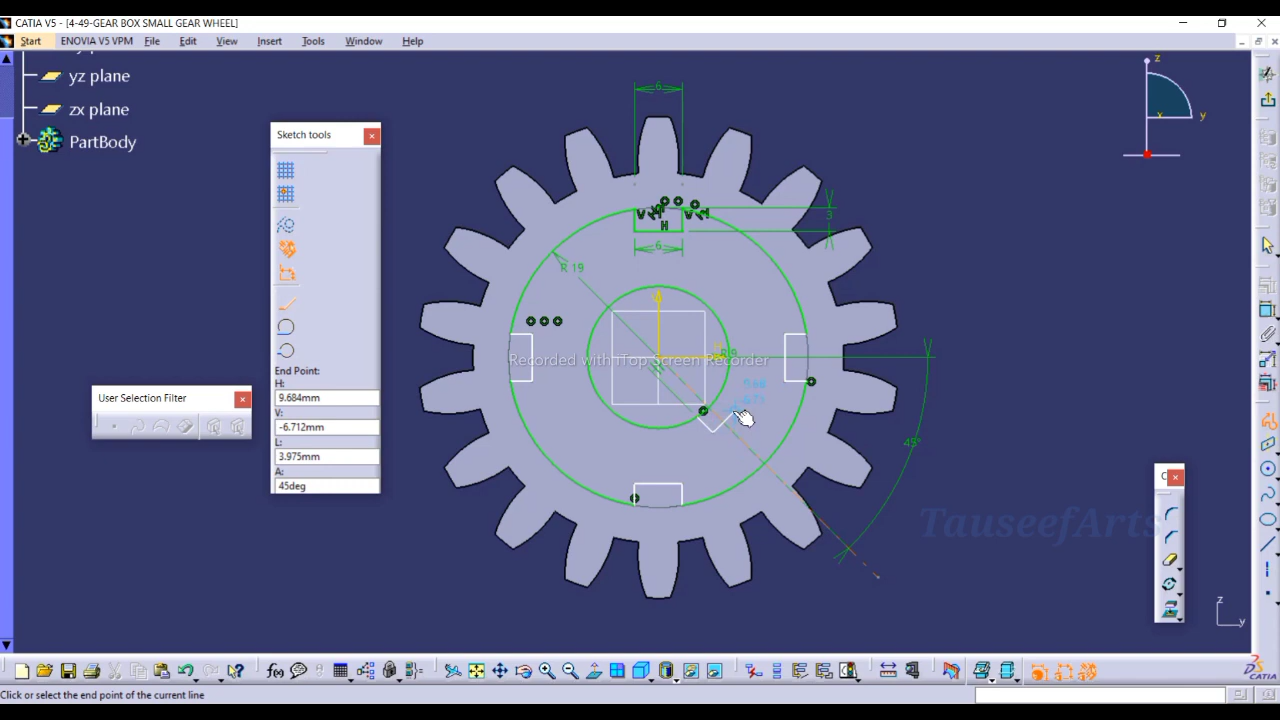 CATIA V5 - [4-49-GEAR BOX SMALL GEAR WHEEL]
Start ENOVIA V5 VPM File Edit View Insert Tools Window Help
yz plane
zx plane
PartBody
Sketch tools
End Point:
H:
9.684mm
V:
-6.712mm
L:
3.975mm
A:
45deg
User Selection Filter
6
3
6
R 19
H
V
45°
z
x
y
Recorded with iTop Screen Recorder
TauseefArts
z
y
f(x)
CATIA
Click or select the end point of the current line